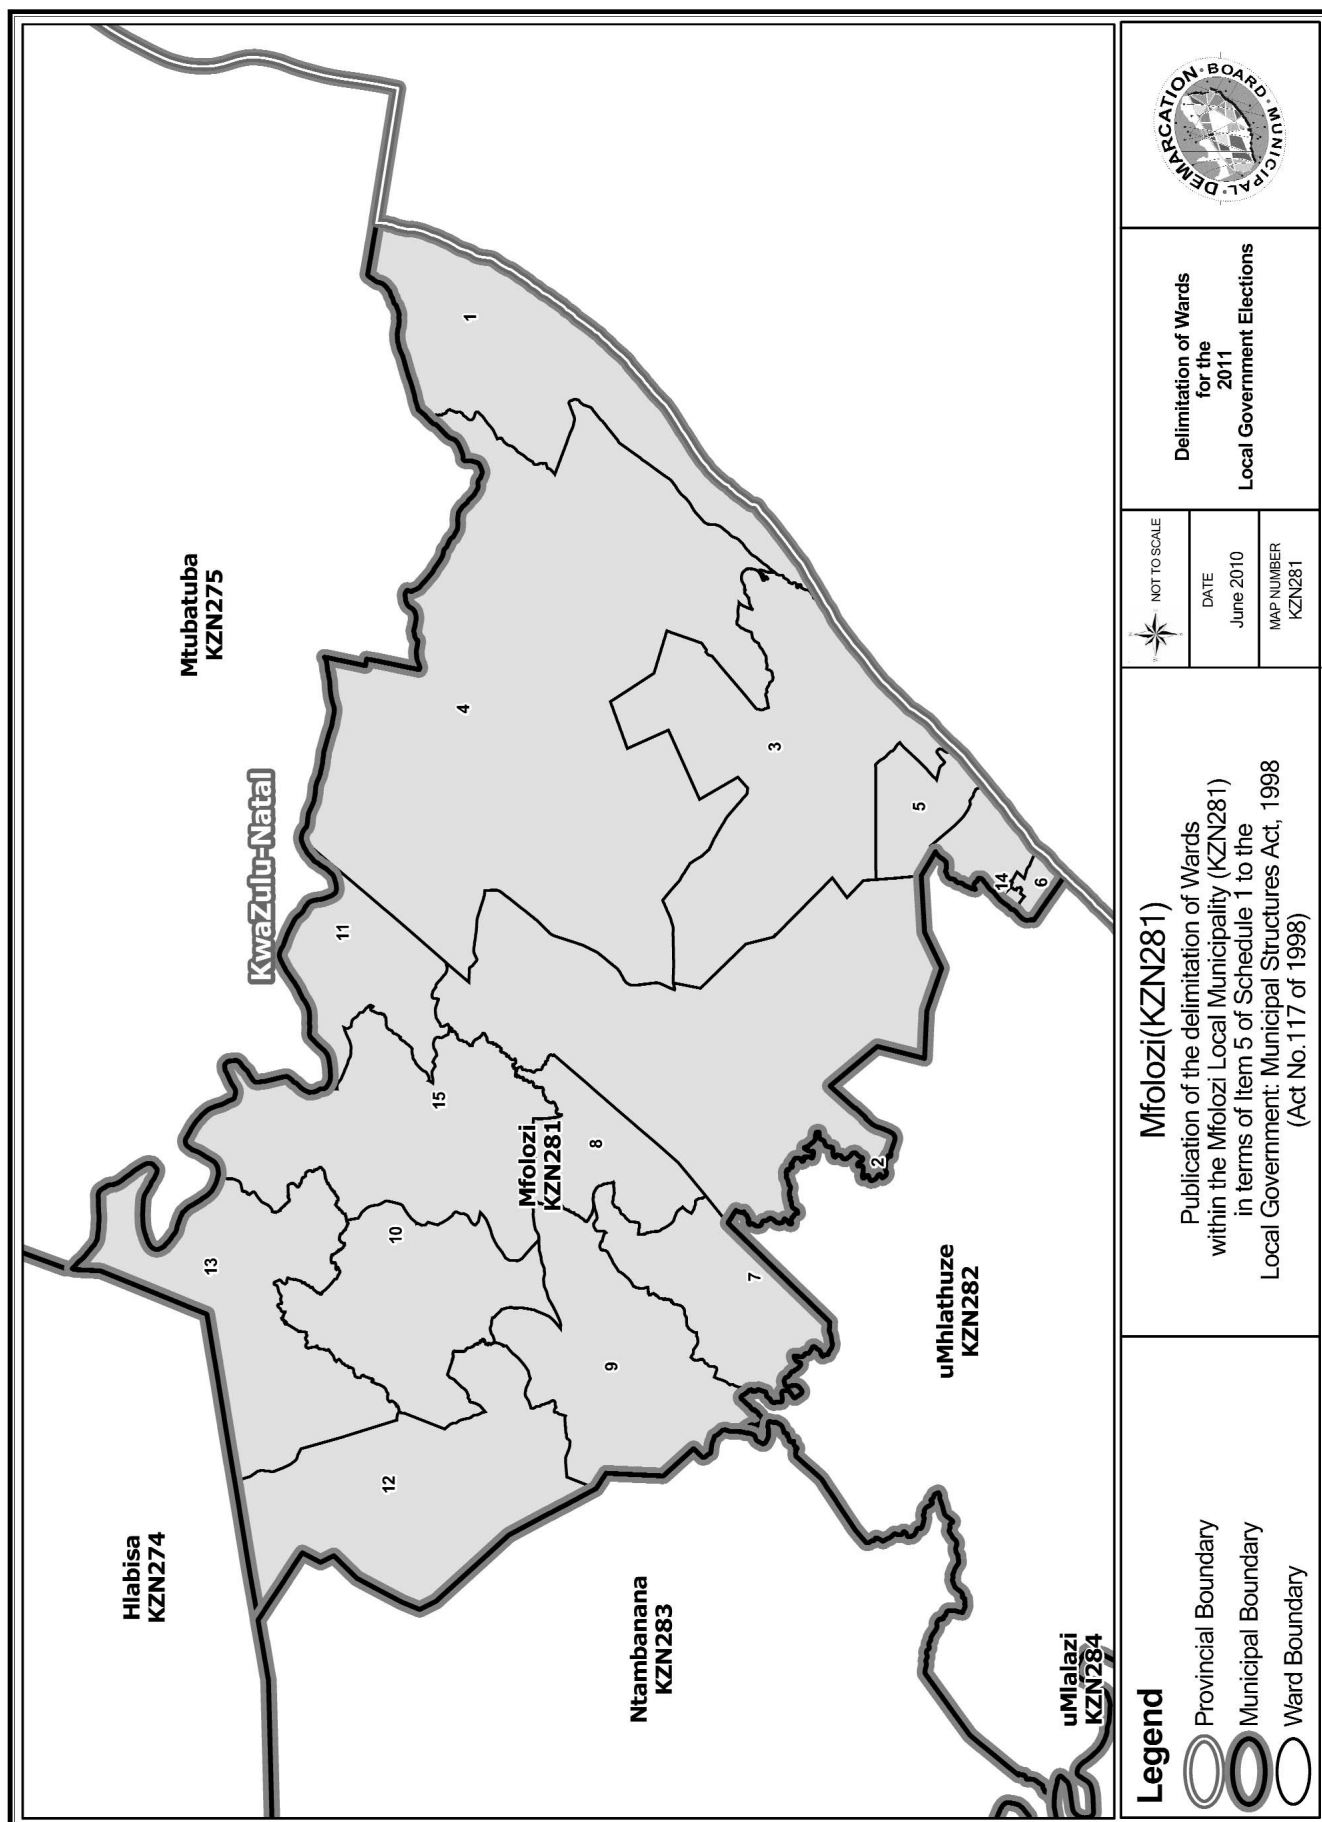 Hlabisa
KZN274
Mtubatuba
KZN275
KwaZulu-Natal
13
11
1
12
10
15
4
Mfolozi
KZN281
9
8
7
3
2
5
14
6
Ntambanana
KZN283
uMhlathuze
KZN282
uMlalazi
KZN284
Legend
Provincial Boundary
Municipal Boundary
Ward Boundary
Mfolozi(KZN281)
Publication of the delimitation of Wards
within the Mfolozi Local Municipality (KZN281)
in terms of Item 5 of Schedule 1 to the
Local Government: Municipal Structures Act, 1998
(Act No.117 of 1998)
NOT TO SCALE
DATE
June 2010
MAP NUMBER
KZN281
Delimitation of Wards
for the
2011
Local Government Elections
MUNICIPAL · DEMARCATION · BOARD ·